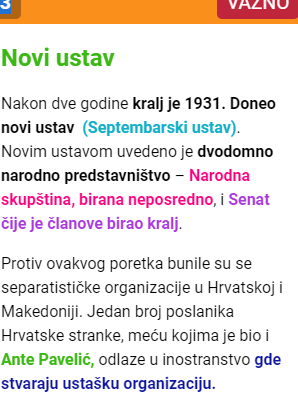 3
VAŽNO
Novi ustav
Nakon dve godine kralj je 1931. Doneo
novi ustav (Septembarski ustav).
Novim ustavom uvedeno je dvodomno
narodno predstavništvo – Narodna
skupština, birana neposredno, i Senat
čije je članove birao kralj.
Protiv ovakvog poretka bunile su se
separatističke organizacije u Hrvatskoj i
Makedoniji. Jedan broj poslanika
Hrvatske stranke, meću kojima je bio i
Ante Pavelić, odlaze u inostranstvo gde
stvaraju ustašku organizaciju.